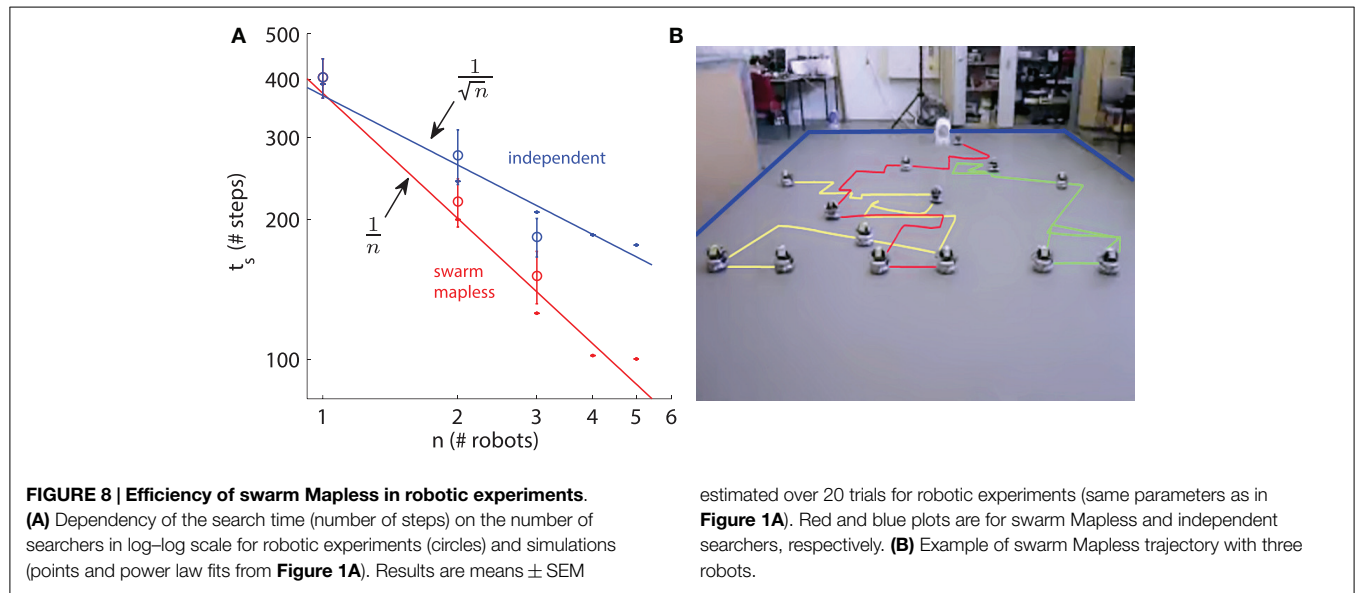 A
500
400
300
200
100
t_s (# steps)
1
√n
1
n
independent
swarm
mapless
1
2
3
4
5
6
n (# robots)
B
FIGURE 8 | Efficiency of swarm Mapless in robotic experiments.
(A) Dependency of the search time (number of steps) on the number of
searchers in log–log scale for robotic experiments (circles) and simulations
(points and power law fits from Figure 1A). Results are means ± SEM
estimated over 20 trials for robotic experiments (same parameters as in
Figure 1A). Red and blue plots are for swarm Mapless and independent
searchers, respectively. (B) Example of swarm Mapless trajectory with three
robots.